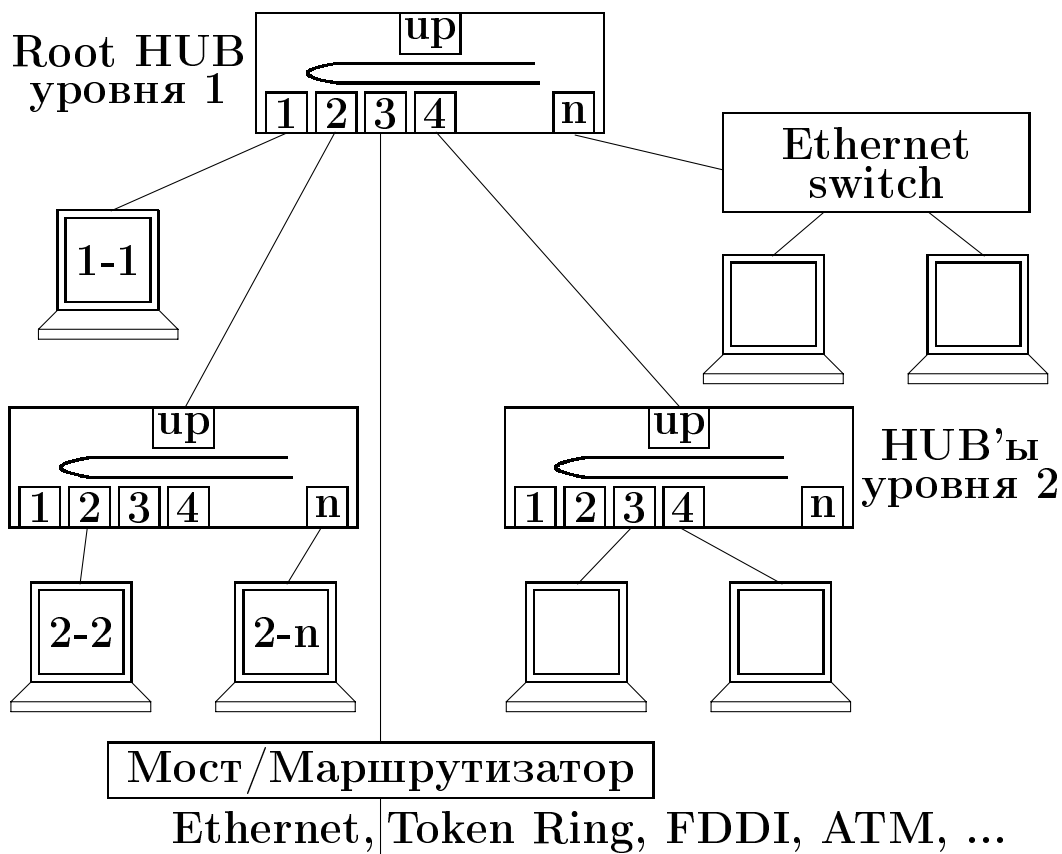 up
Root HUB
уровня 1
1 2 3 4 n
Ethernet
switch
1-1
up
1 2 3 4 n
up
1 2 3 4 n
HUB'ы
уровня 2
2-2
2-n
Мост/Маршрутизатор
Ethernet, Token Ring, FDDI, ATM, ...